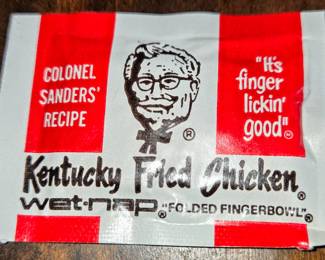 COLONEL
SANDERS'
RECIPE
"It's
finger
lickin'
good"®
®
Kentucky Fried Chicken®
wet-nap® "FOLDED FINGERBOWL"®